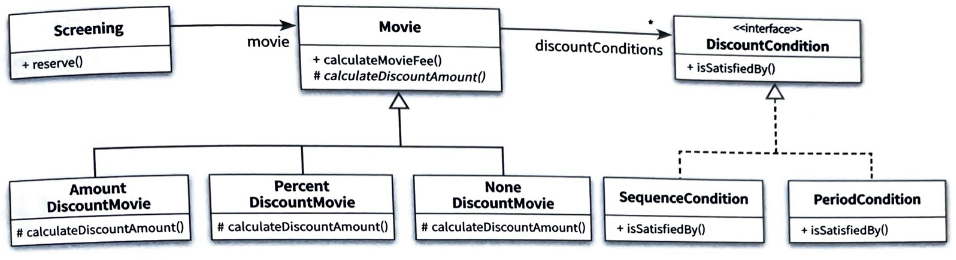 Screening
+ reserve()
movie
Movie
+ calculateMovieFee()
# calculateDiscountAmount()
*
discountConditions
<<interface>>
DiscountCondition
+ isSatisfiedBy()
Amount
DiscountMovie
# calculateDiscountAmount()
Percent
DiscountMovie
# calculateDiscountAmount()
None
DiscountMovie
# calculateDiscountAmount()
SequenceCondition
+ isSatisfiedBy()
PeriodCondition
+ isSatisfiedBy()